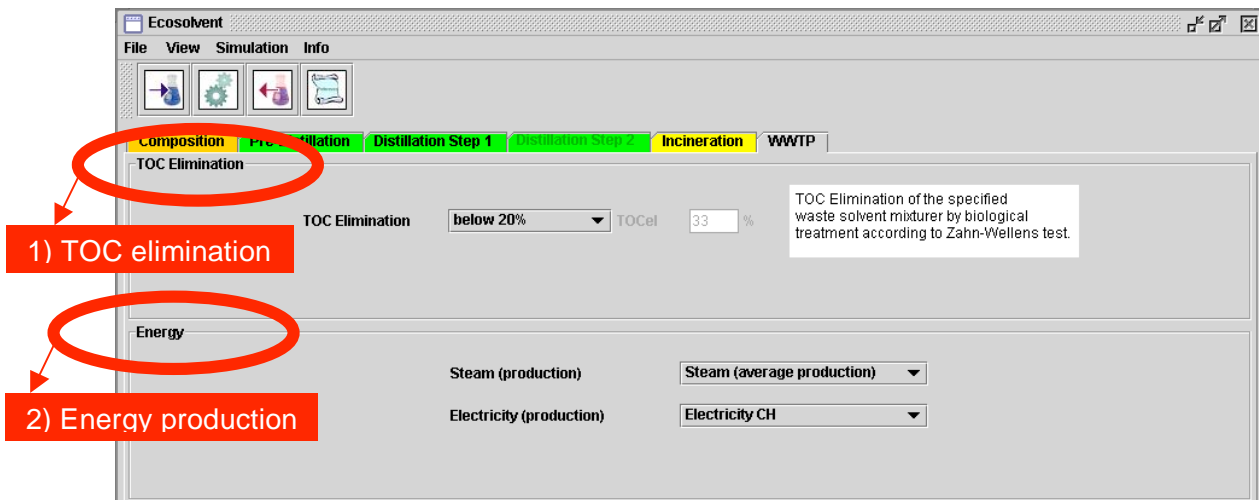 Ecosolvent
File View Simulation Info
Composition Pre-Distillation Distillation Step 1 Distillation Step 2 Incineration WWTP
TOC Elimination
TOC Elimination below 20% TOCel 33 %
TOC Elimination of the specified
waste solvent mixturer by biological
treatment according to Zahn-Wellens test.
1) TOC elimination
Energy
Steam (production) Steam (average production)
2) Energy production
Electricity (production) Electricity CH